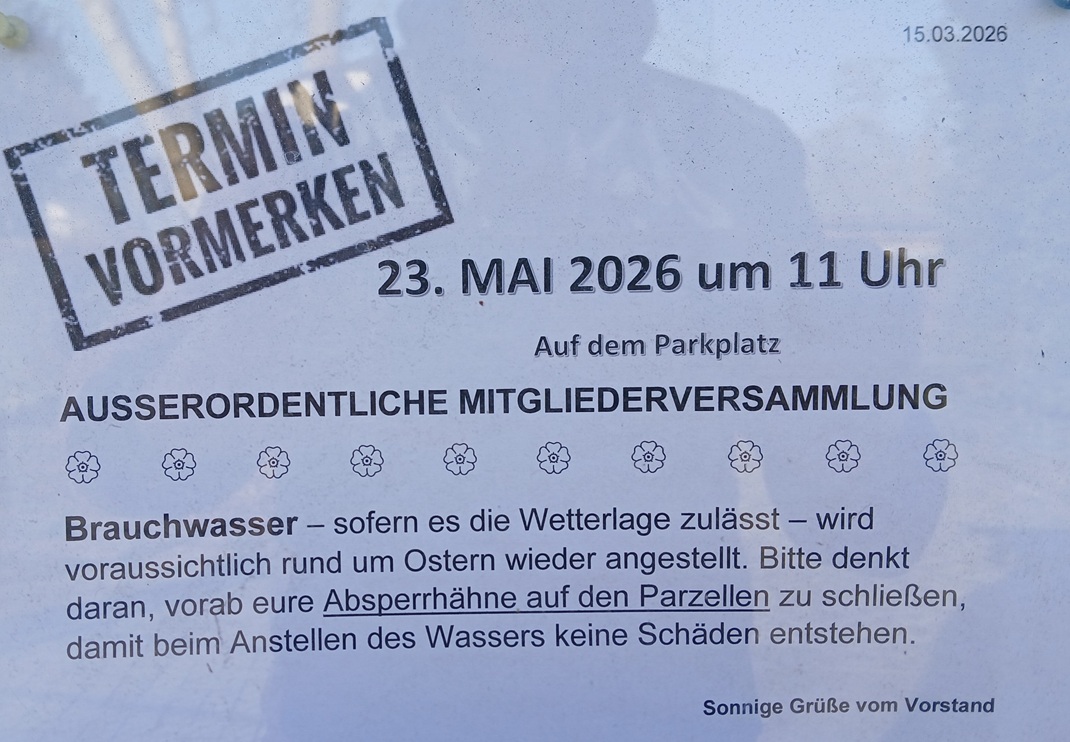 15.03.2026
TERMIN
VORMERKEN
23. MAI 2026 um 11 Uhr
Auf dem Parkplatz
AUSSERORDENTLICHE MITGLIEDERVERSAMMLUNG
Brauchwasser – sofern es die Wetterlage zulässt – wird
voraussichtlich rund um Ostern wieder angestellt. Bitte denkt
daran, vorab eure Absperrhähne auf den Parzellen zu schließen,
damit beim Anstellen des Wassers keine Schäden entstehen.
Sonnige Grüße vom Vorstand